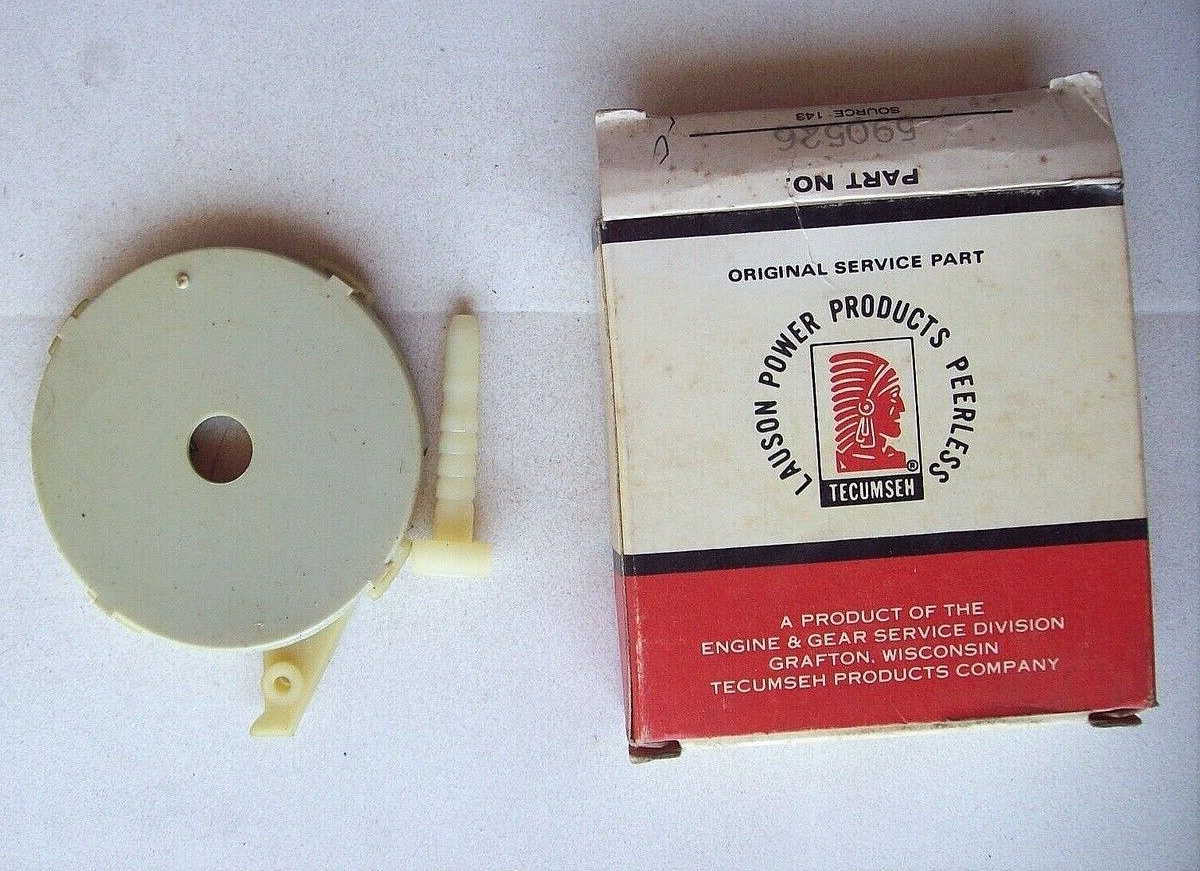 SOURCE 143
590526
PART NO.
ORIGINAL SERVICE PART
LAUSON POWER PRODUCTS PEERLESS
®
TECUMSEH
A PRODUCT OF THE
ENGINE & GEAR SERVICE DIVISION
GRAFTON, WISCONSIN
TECUMSEH PRODUCTS COMPANY